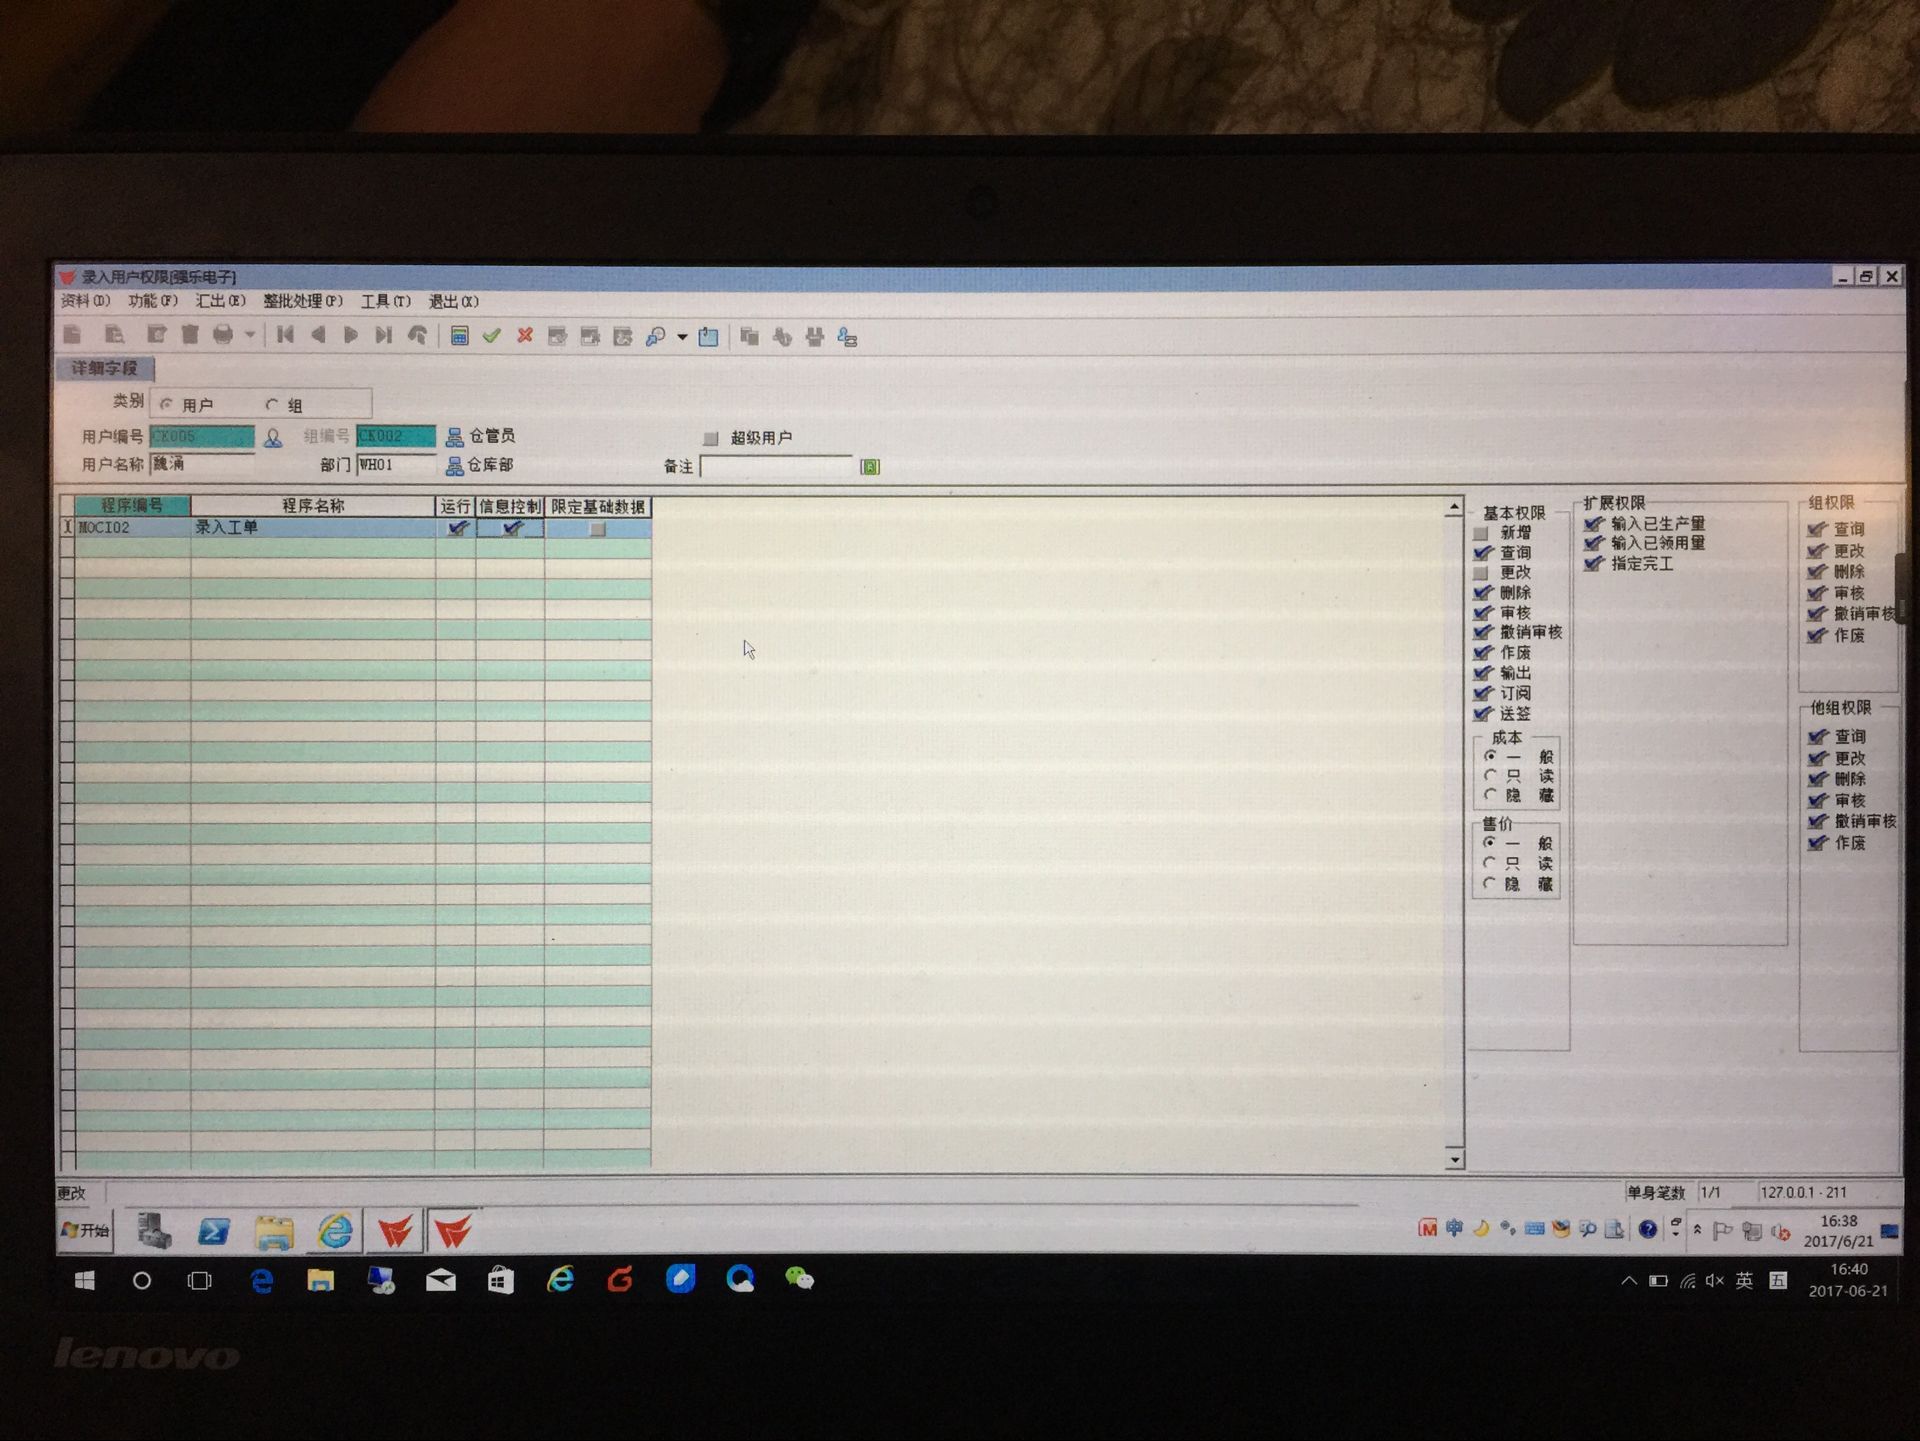 录入用户权限[强乐电子]
资料(D) 功能(F) 汇出(E) 整批处理(P) 工具(T) 退出(X)
详细字段
类别 用户 组
用户编号 CK005 组编号 CK002 仓管员 超级用户
用户名称 魏涌 部门 WH01 仓库部 备注
程序编号 程序名称 运行 信息控制 限定基础数据
MOCI02 录入工单
基本权限
新增
查询
更改
删除
审核
撤销审核
作废
输出
订阅
送签
成本
一 般
只 读
隐 藏
售价
一 般
只 读
隐 藏
扩展权限
输入已生产量
输入已领用量
指定完工
组权限
查询
更改
删除
审核
撤销审核
作废
他组权限
查询
更改
删除
审核
撤销审核
作废
更改 单身笔数 1/1 127.0.0.1 - 211
开始 中 16:38
2017/6/21
英 五 16:40
2017-06-21
lenovo